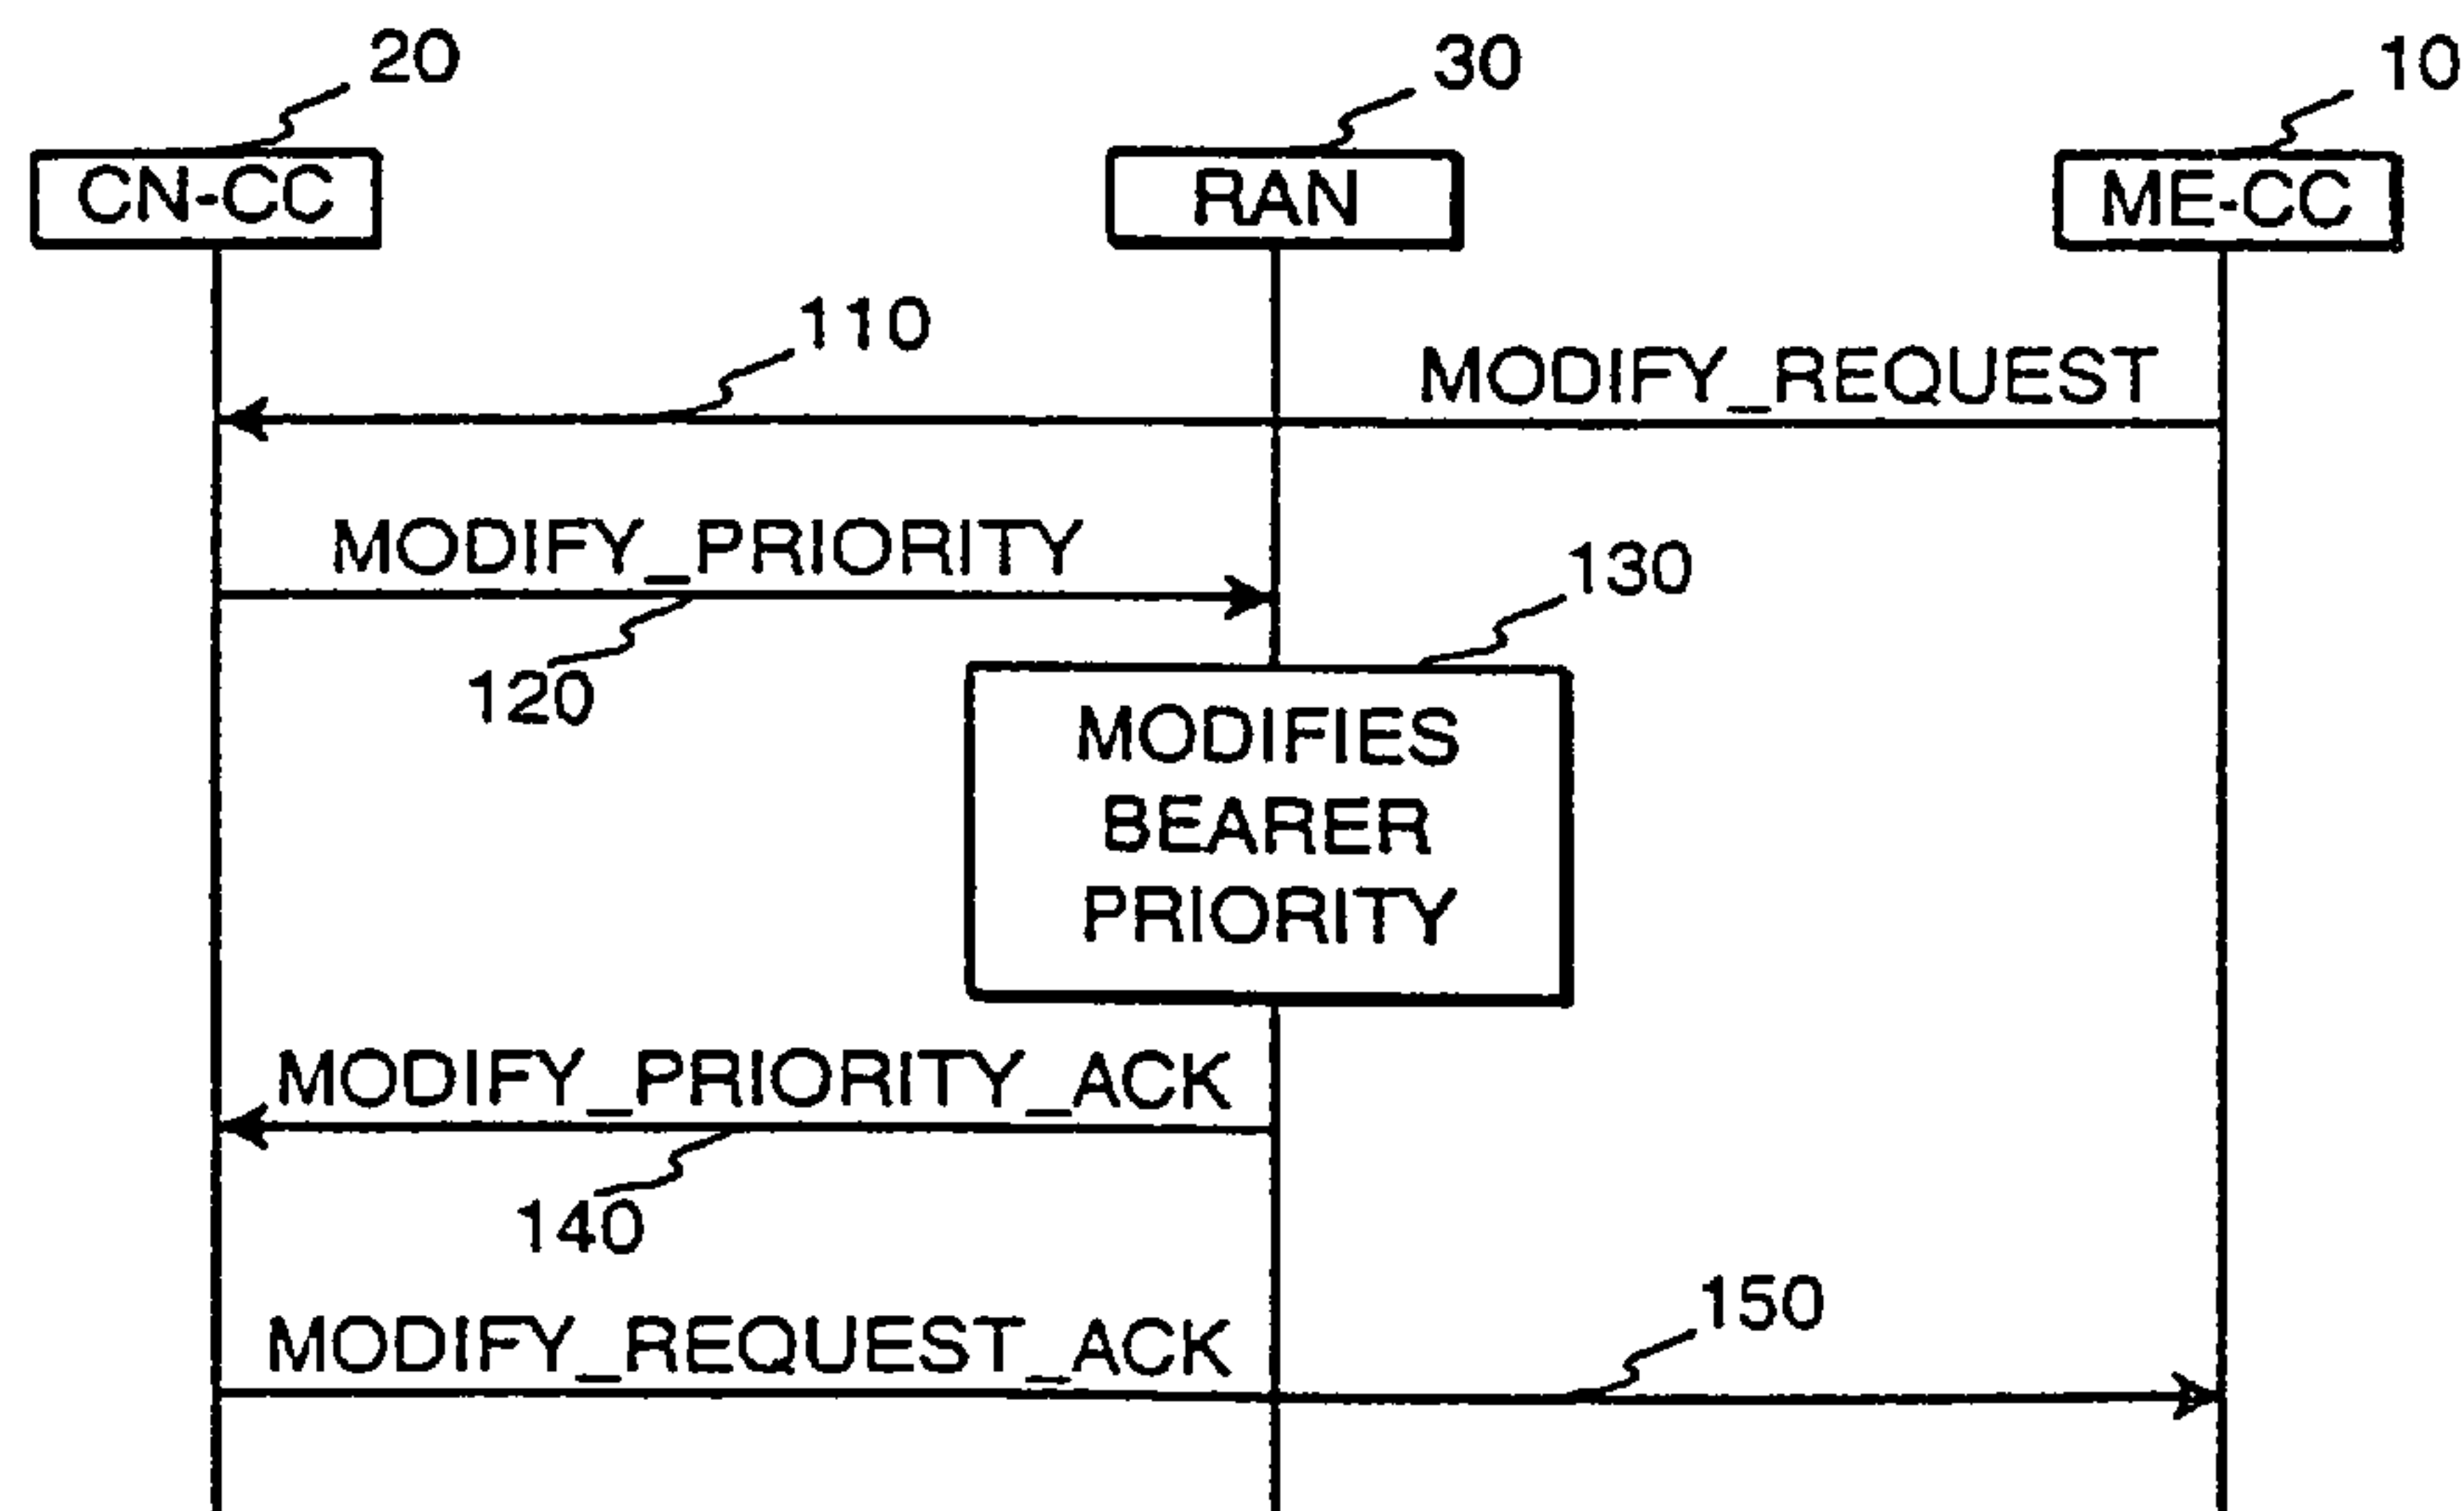 20
30
10
CN-CC
RAN
ME-CC
110
MODIFY_REQUEST
MODIFY_PRIORITY
130
120
MODIFIES
BEARER
PRIORITY
MODIFY_PRIORITY_ACK
140
150
MODIFY_REQUEST_ACK